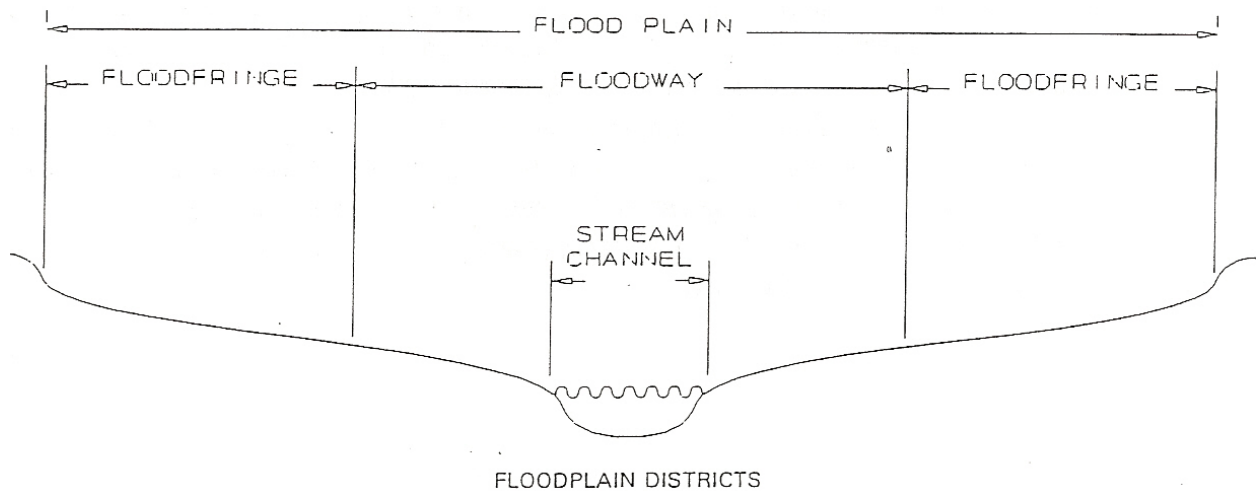 FLOOD PLAIN
FLOODFRINGE
FLOODWAY
FLOODFRINGE
STREAM
CHANNEL
FLOODPLAIN DISTRICTS